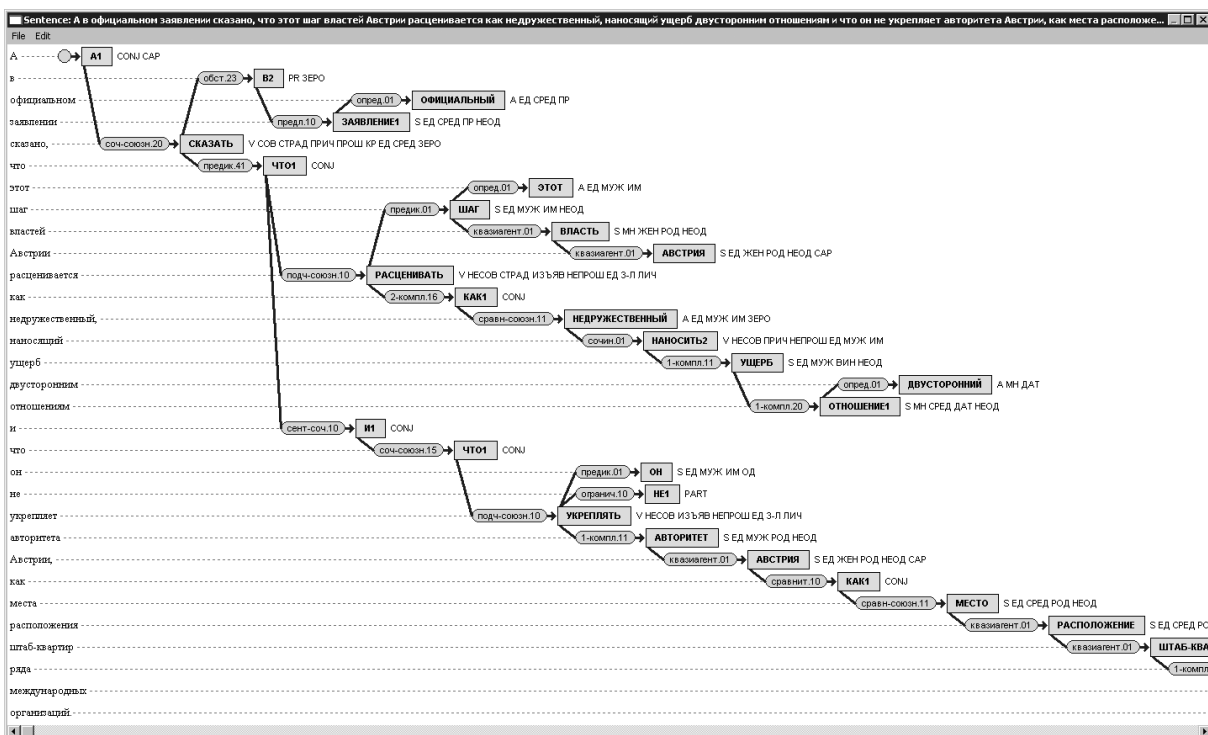 Sentence: А в официальном заявлении сказано, что этот шаг властей Австрии расценивается как недружественный, наносящий ущерб двусторонним отношениям и что он не укрепляет авторитета Австрии, как места расположе...
File Edit
А А1 CONJ CAP
в обст.23 В2 PR ЗЕРО
официальном опред.01 ОФИЦИАЛЬНЫЙ А ЕД СРЕД ПР
заявлении предл.10 ЗАЯВЛЕНИЕ1 S ЕД СРЕД ПР НЕОД
сказано, соч-союзн.20 СКАЗАТЬ V СОВ СТРАД ПРИЧ ПРОШ КР ЕД СРЕД ЗЕРО
что предик.41 ЧТО1 CONJ
этот опред.01 ЭТОТ А ЕД МУЖ ИМ
шаг предик.01 ШАГ S ЕД МУЖ ИМ НЕОД
властей квазиагент.01 ВЛАСТЬ S МН ЖЕН РОД НЕОД
Австрии квазиагент.01 АВСТРИЯ S ЕД ЖЕН РОД НЕОД CAP
расценивается подч-союзн.10 РАСЦЕНИВАТЬ V НЕСОВ СТРАД ИЗЪЯВ НЕПРОШ ЕД 3-Л ЛИЧ
как 2-компл.16 КАК1 CONJ
недружественный, сравн-союзн.11 НЕДРУЖЕСТВЕННЫЙ А ЕД МУЖ ИМ ЗЕРО
наносящий сочин.01 НАНОСИТЬ2 V НЕСОВ ПРИЧ НЕПРОШ ЕД МУЖ ИМ
ущерб 1-компл.11 УЩЕРБ S ЕД МУЖ ВИН НЕОД
двусторонним опред.01 ДВУСТОРОННИЙ А МН ДАТ
отношениям 1-компл.20 ОТНОШЕНИЕ1 S МН СРЕД ДАТ НЕОД
и сент-соч.10 И1 CONJ
что соч-союзн.15 ЧТО1 CONJ
он предик.01 ОН S ЕД МУЖ ИМ ОД
не огранич.10 НЕ1 PART
укрепляет подч-союзн.10 УКРЕПЛЯТЬ V НЕСОВ ИЗЪЯВ НЕПРОШ ЕД 3-Л ЛИЧ
авторитета 1-компл.11 АВТОРИТЕТ S ЕД МУЖ РОД НЕОД
Австрии, квазиагент.01 АВСТРИЯ S ЕД ЖЕН РОД НЕОД CAP
как сравнит.10 КАК1 CONJ
места сравн-союзн.11 МЕСТО S ЕД СРЕД РОД НЕОД
расположения квазиагент.01 РАСПОЛОЖЕНИЕ S ЕД СРЕД РО
штаб-квартир квазиагент.01 ШТАБ-КВА
ряда 1-компл
международных
организаций.